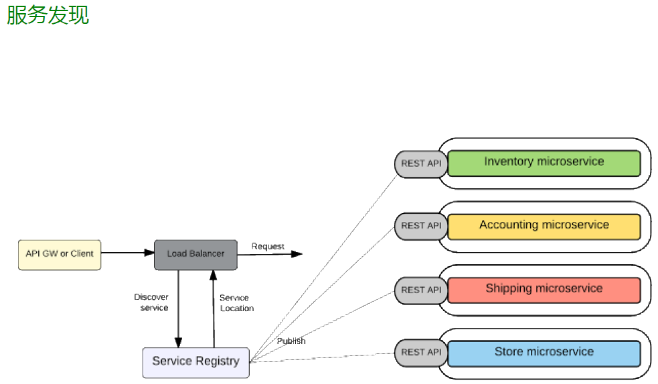 服务发现
REST API
Inventory microservice
REST API
Accounting microservice
API GW or Client
Load Balancer
Request
REST API
Shipping microservice
Discover
service
Service
Location
Publish
Service Registry
REST API
Store microservice